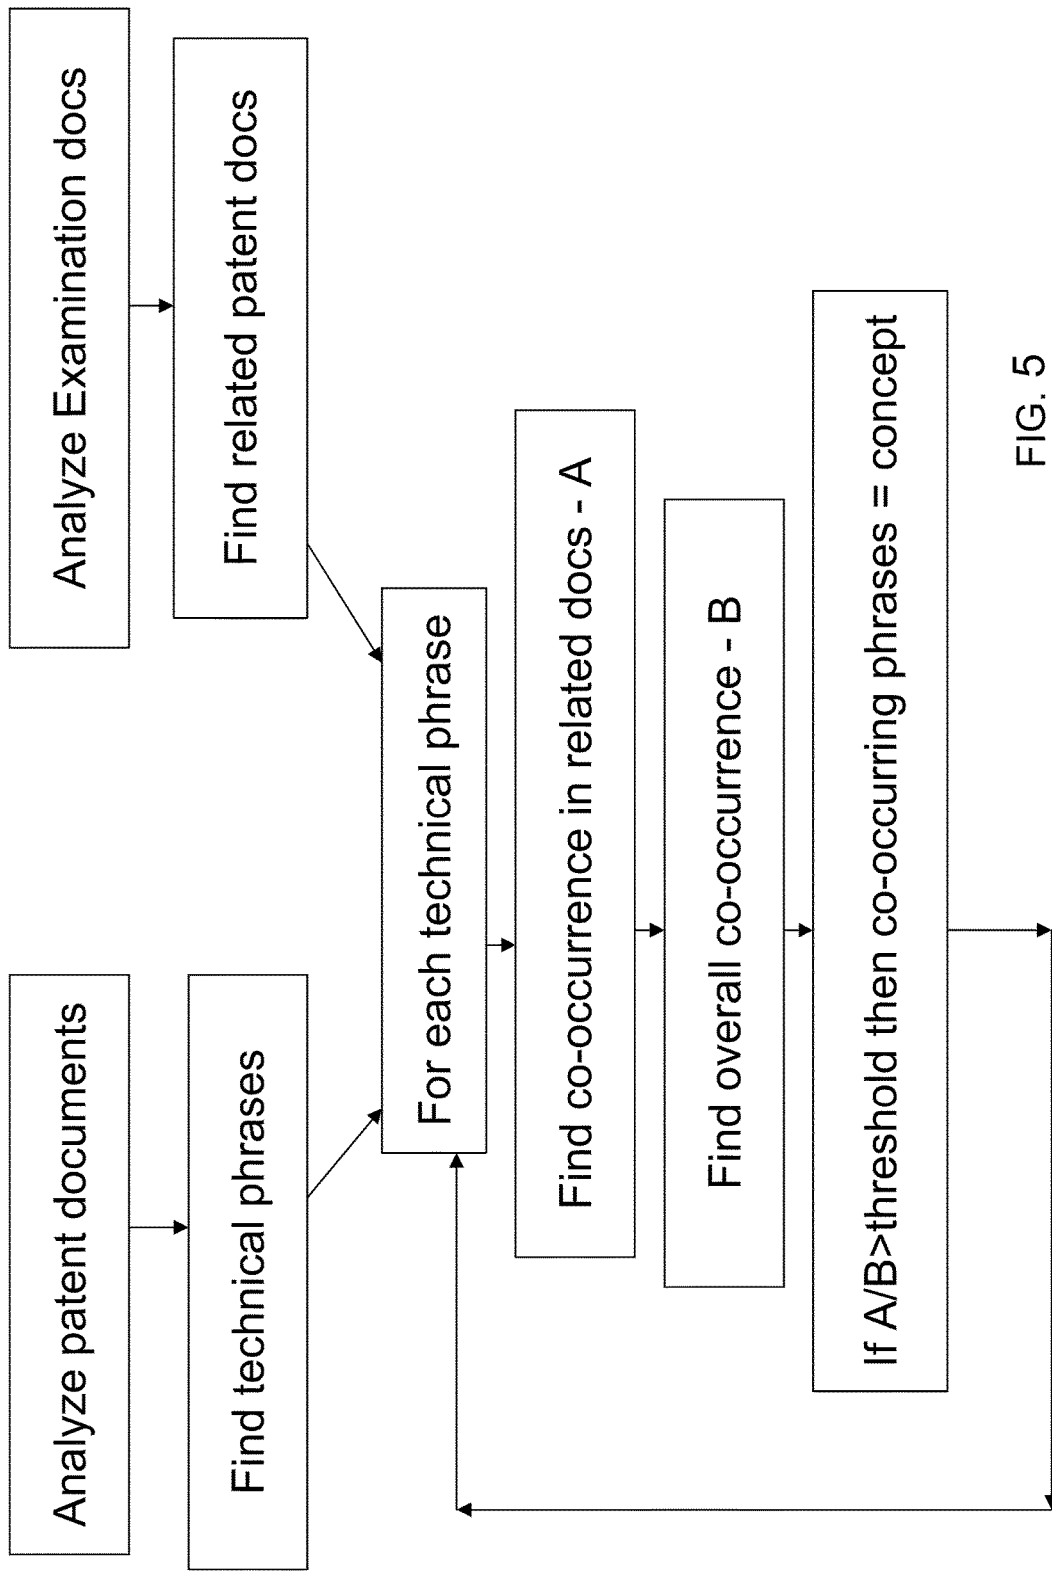 Analyze patent documents
Analyze Examination docs
Find technical phrases
Find related patent docs
For each technical phrase
Find co-occurrence in related docs - A
Find overall co-occurrence - B
If A/B>threshold then co-occurring phrases = concept
FIG. 5